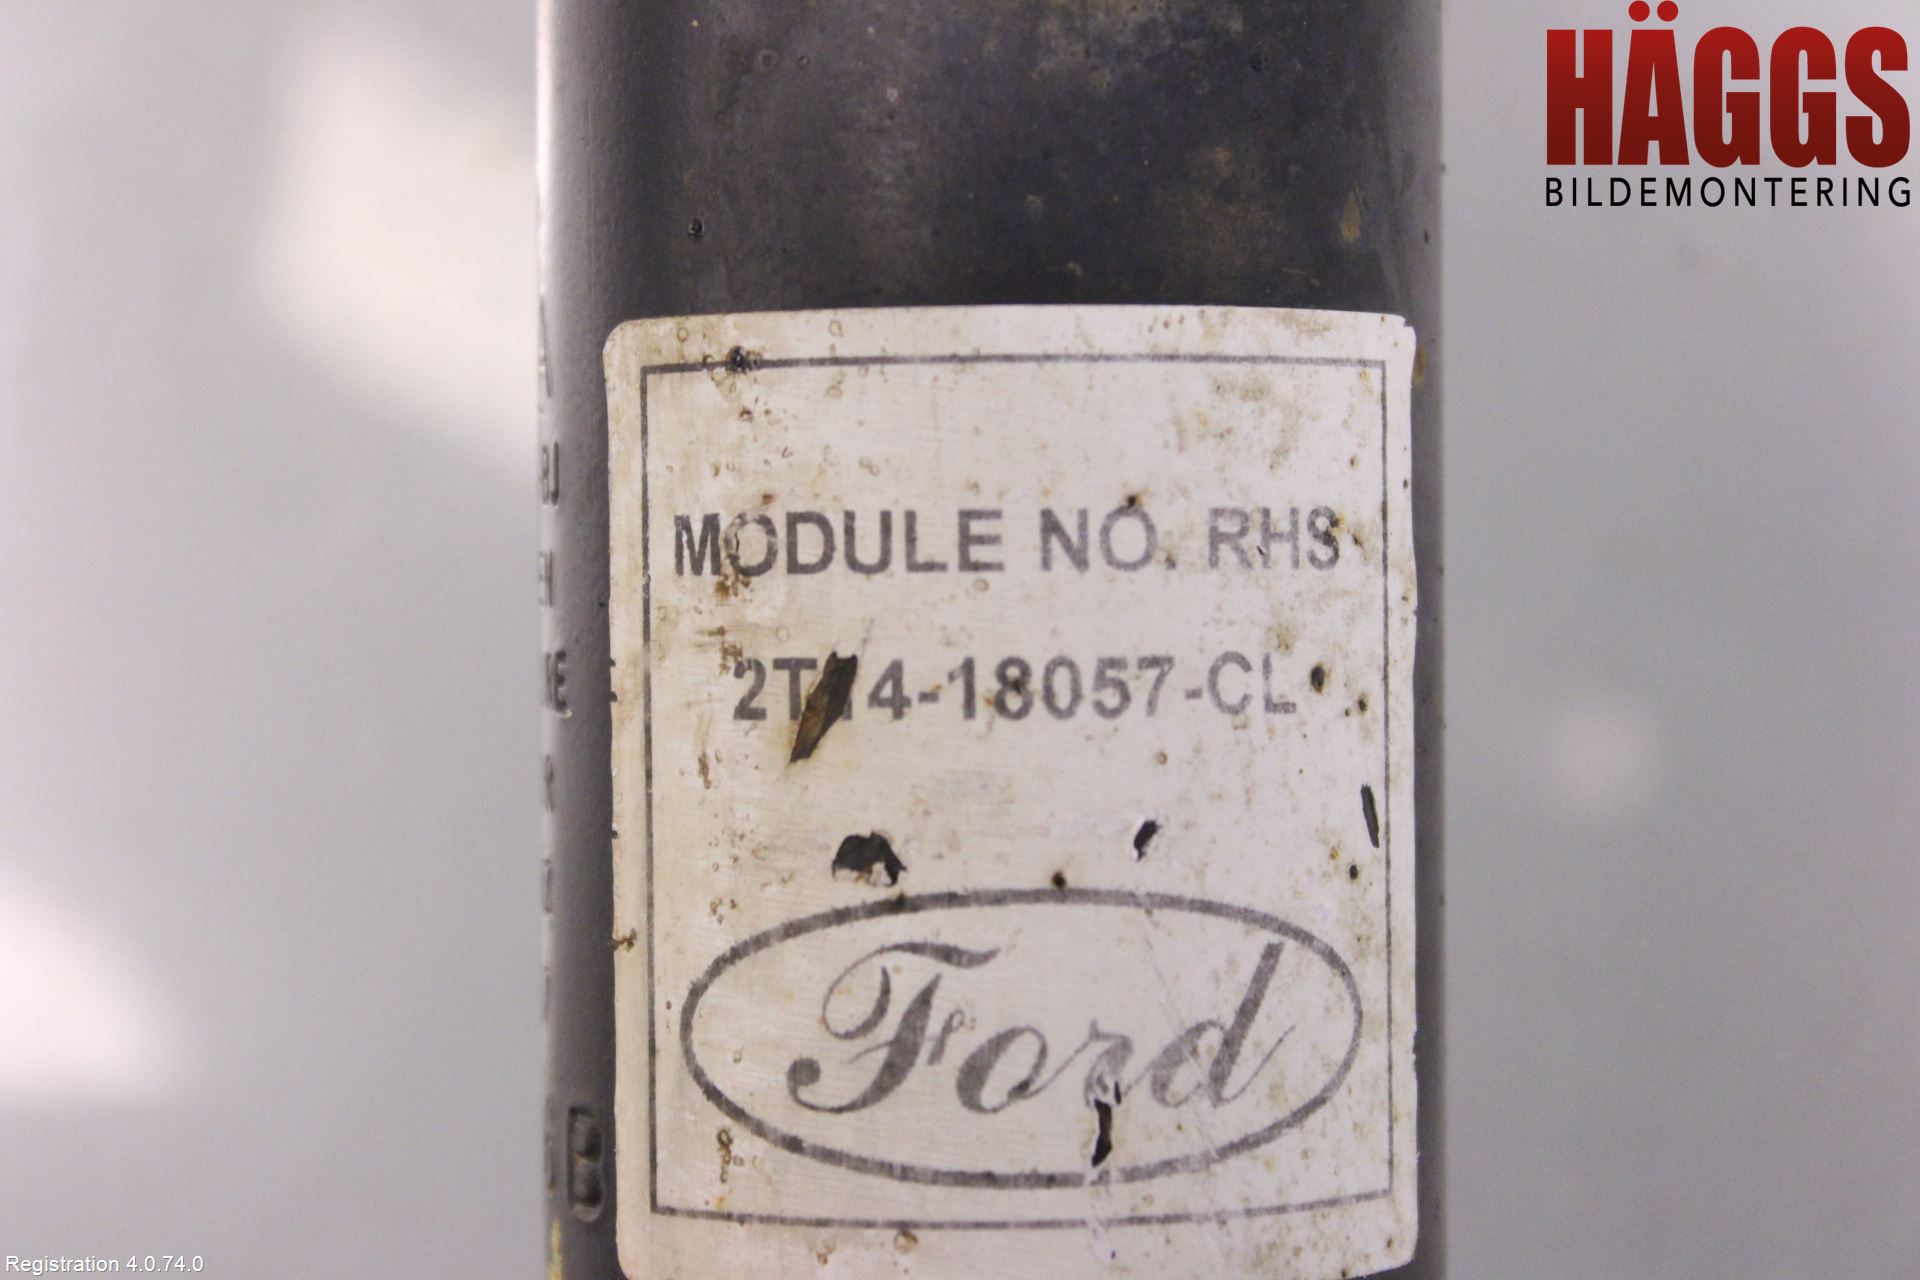 HÄGGS
BILDEMONTERING
MODULE NO. RHS
2T14-18057-CL
Ford
Registration 4.0.74.0